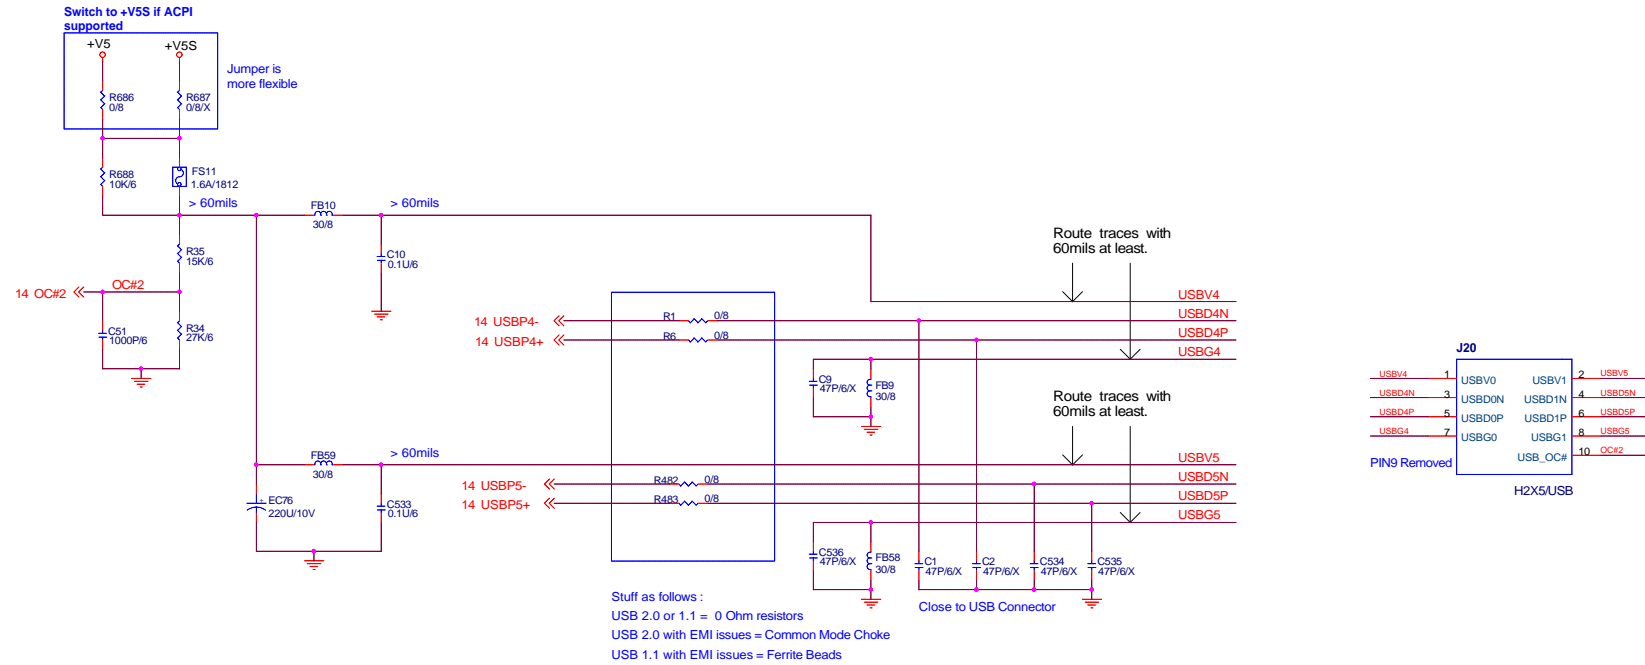 Switch to +V5S if ACPI
supported
+V5
+V5S
Jumper is
more flexible
R686
0/8
R687
0/8/X
R688
10K/6
FS11
1.6A/1812
> 60mils
FB10
30/8
> 60mils
R35
15K/6
C10
0.1U/6
14 OC#2
OC#2
C51
1000P/6
R34
27K/6
Route traces with
60mils at least.
USBV4
14 USBP4-
R1
0/8
USBD4N
14 USBP4+
R6
0/8
USBD4P
USBG4
C9
47P/6/X
FB9
30/8
Route traces with
60mils at least.
FB59
30/8
> 60mils
USBV5
14 USBP5-
R482
0/8
USBD5N
14 USBP5+
R483
0/8
USBD5P
USBG5
EC76
220U/10V
C533
0.1U/6
C536
47P/6/X
FB58
30/8
C1
47P/6/X
C2
47P/6/X
C534
47P/6/X
C535
47P/6/X
Close to USB Connector
Stuff as follows :
USB 2.0 or 1.1 = 0 Ohm resistors
USB 2.0 with EMI issues = Common Mode Choke
USB 1.1 with EMI issues = Ferrite Beads
J20
USBV4 1 USBV0 USBV1 2 USBV5
USBD4N 3 USBD0N USBD1N 4 USBD5N
USBD4P 5 USBD0P USBD1P 6 USBD5P
USBG4 7 USBG0 USBG1 8 USBG5
USB_OC# 10 OC#2
PIN9 Removed
H2X5/USB